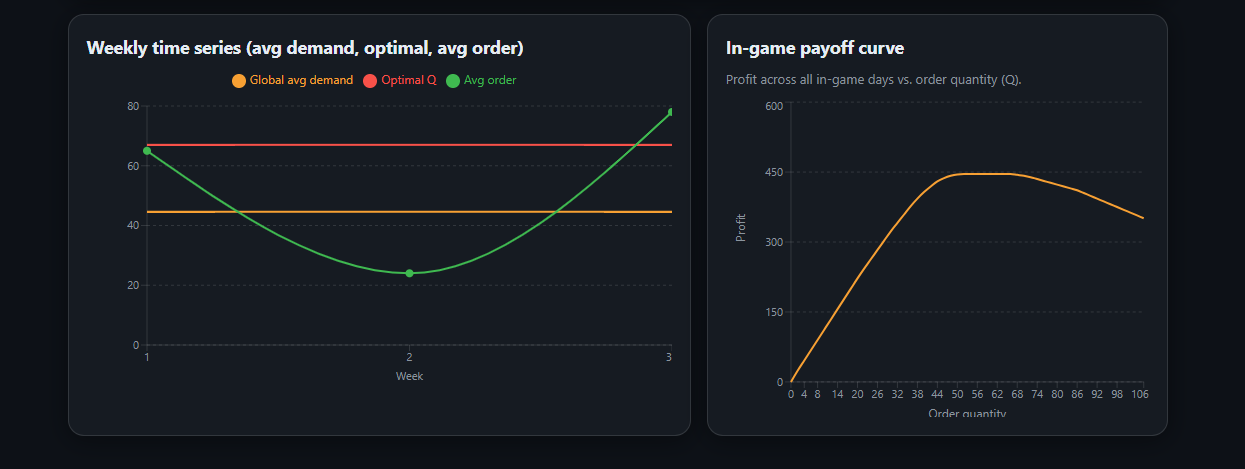 Weekly time series (avg demand, optimal, avg order)
Global avg demand Optimal Q Avg order
80
60
40
20
0
1 2 3
Week
In-game payoff curve
Profit across all in-game days vs. order quantity (Q).
600
450
300
150
0
Profit
0 4 8 14 20 26 32 38 44 50 56 62 68 74 80 86 92 98 106
Order quantity